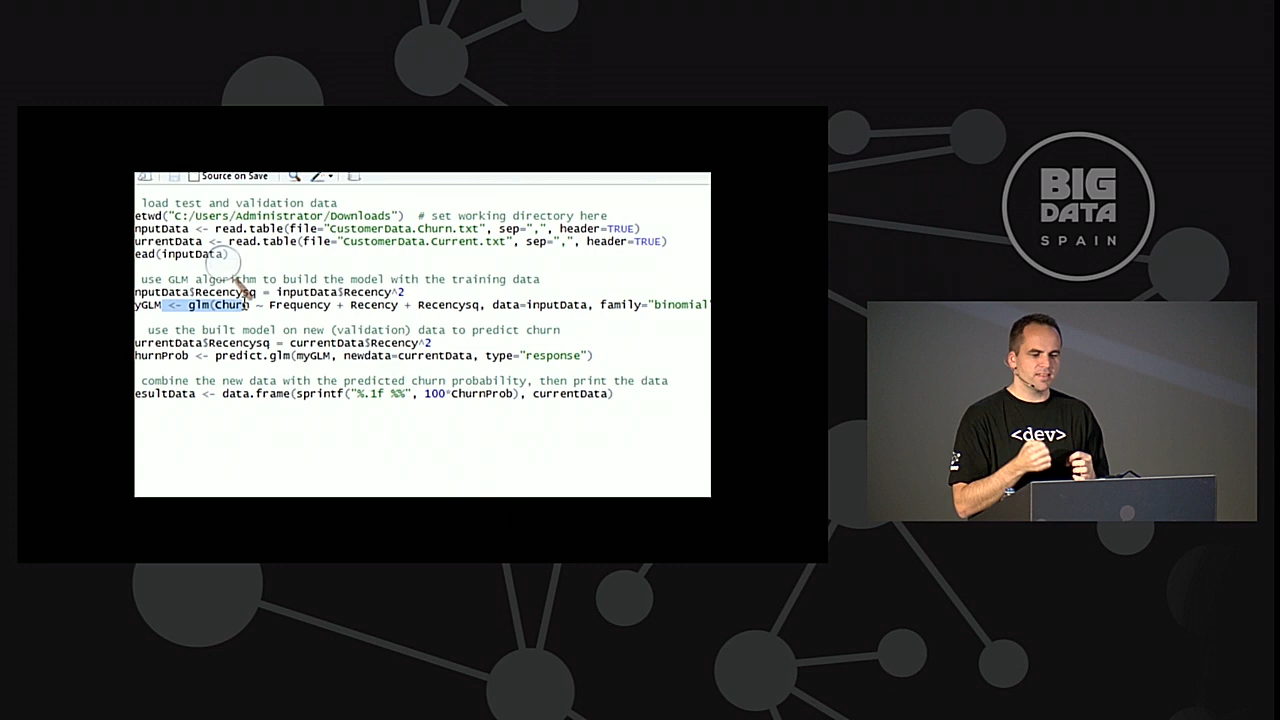 Source on Save
load test and validation data
etwd("C:/Users/Administrator/Downloads")  # set working directory here
nputData <- read.table(file="CustomerData.Churn.txt", sep=",", header=TRUE)
urrentData <- read.table(file="CustomerData.Current.txt", sep=",", header=TRUE)
ead(inputData)
use GLM algorithm to build the model with the training data
nputData$Recencysq = inputData$Recency^2
yGLM <- glm(Churn ~ Frequency + Recency + Recencysq, data=inputData, family="binomial"
use the built model on new (validation) data to predict churn
urrentData$Recencysq = currentData$Recency^2
hurnProb <- predict.glm(myGLM, newdata=currentData, type="response")
combine the new data with the predicted churn probability, then print the data
esultData <- data.frame(sprintf("%.1f %%", 100*ChurnProb), currentData)
BIG
DATA
SPAIN
<dev>